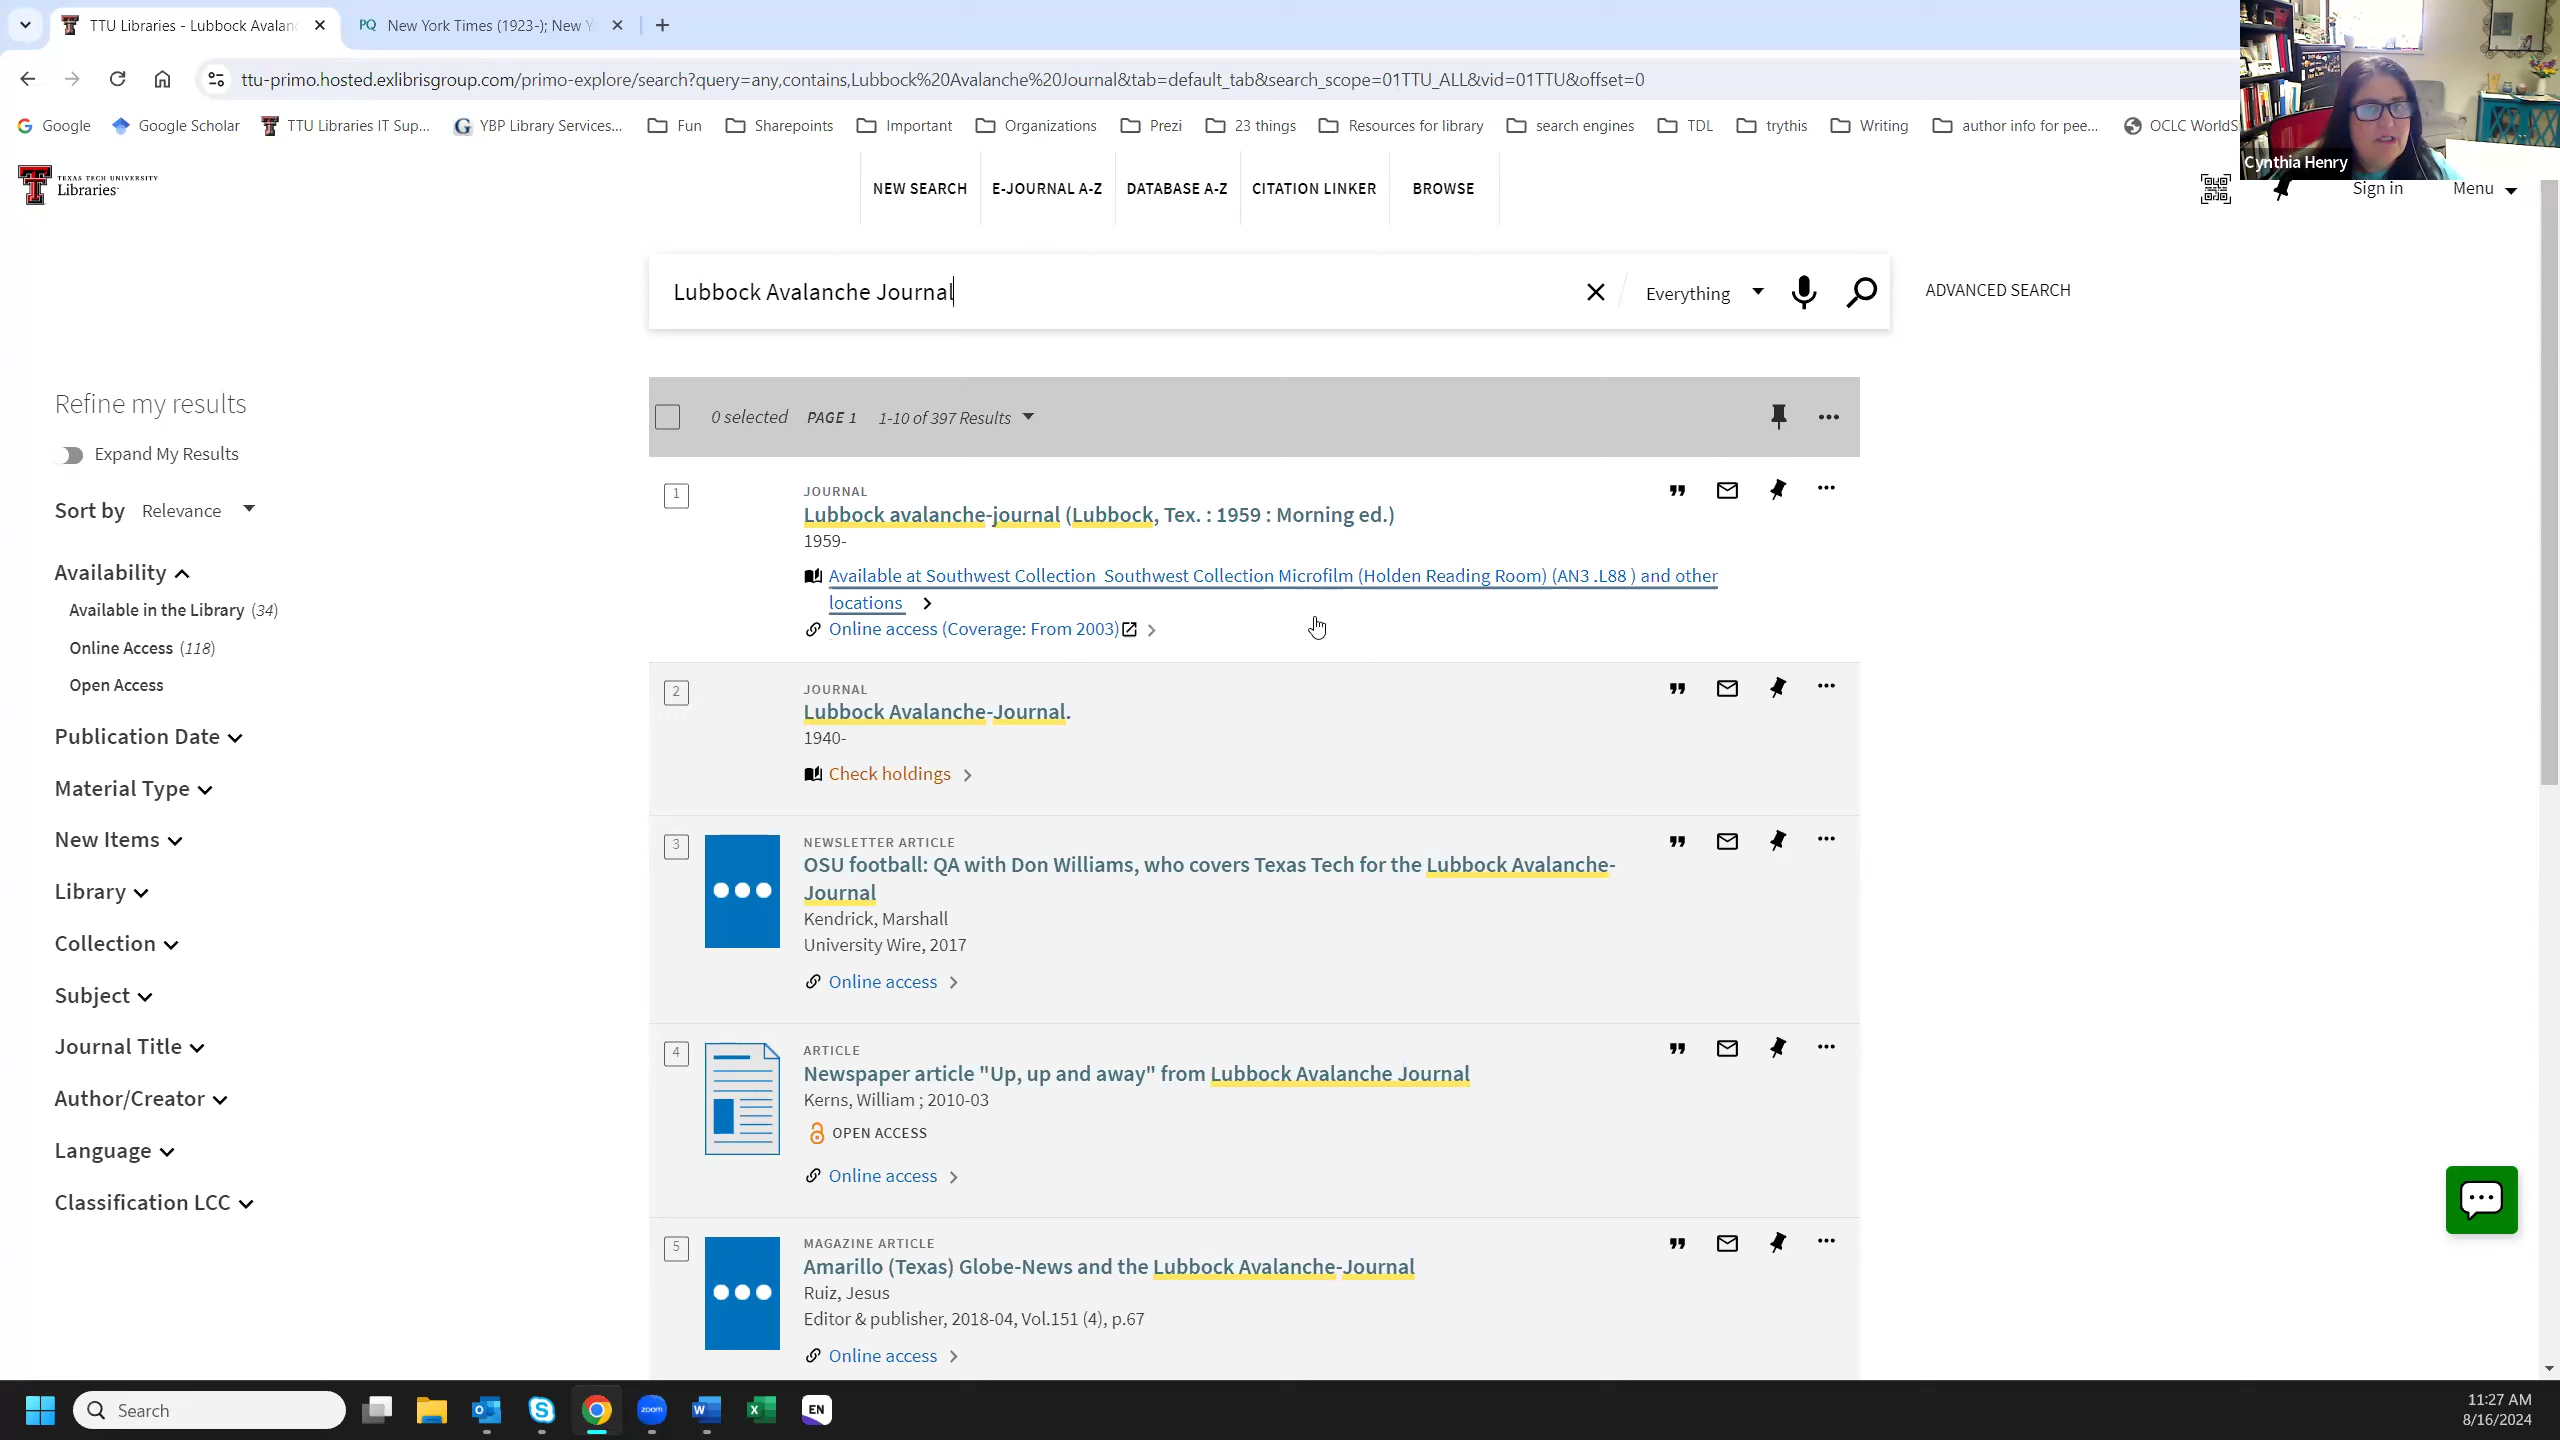 TTU Libraries - Lubbock Avalan
PQ New York Times (1923-); New Y
ttu-primo.hosted.exlibrisgroup.com/primo-explore/search?query=any,contains,Lubbock%20Avalanche%20Journal&tab=default_tab&search_scope=01TTU_ALL&vid=01TTU&offset=0
Google
Google Scholar
TTU Libraries IT Sup...
YBP Library Services...
Fun
Sharepoints
Important
Organizations
Prezi
23 things
Resources for library
search engines
TDL
trythis
Writing
author info for pee...
OCLC WorldS
Cynthia Henry
TEXAS TECH UNIVERSITY
Libraries
NEW SEARCH
E-JOURNAL A-Z
DATABASE A-Z
CITATION LINKER
BROWSE
Sign in
Menu
Lubbock Avalanche Journal
Everything
ADVANCED SEARCH
Refine my results
Expand My Results
Sort by Relevance
Availability
Available in the Library (34)
Online Access (118)
Open Access
Publication Date
Material Type
New Items
Library
Collection
Subject
Journal Title
Author/Creator
Language
Classification LCC
0 selected PAGE 1 1-10 of 397 Results
1
JOURNAL
Lubbock avalanche-journal (Lubbock, Tex. : 1959 : Morning ed.)
1959-
Available at Southwest Collection Southwest Collection Microfilm (Holden Reading Room) (AN3 .L88 ) and other
locations
Online access (Coverage: From 2003)
2
JOURNAL
Lubbock Avalanche-Journal.
1940-
Check holdings
3
NEWSLETTER ARTICLE
OSU football: QA with Don Williams, who covers Texas Tech for the Lubbock Avalanche-
Journal
Kendrick, Marshall
University Wire, 2017
Online access
4
ARTICLE
Newspaper article "Up, up and away" from Lubbock Avalanche Journal
Kerns, William ; 2010-03
OPEN ACCESS
Online access
5
MAGAZINE ARTICLE
Amarillo (Texas) Globe-News and the Lubbock Avalanche-Journal
Ruiz, Jesus
Editor & publisher, 2018-04, Vol.151 (4), p.67
Online access
Search
zoom
EN
11:27 AM
8/16/2024